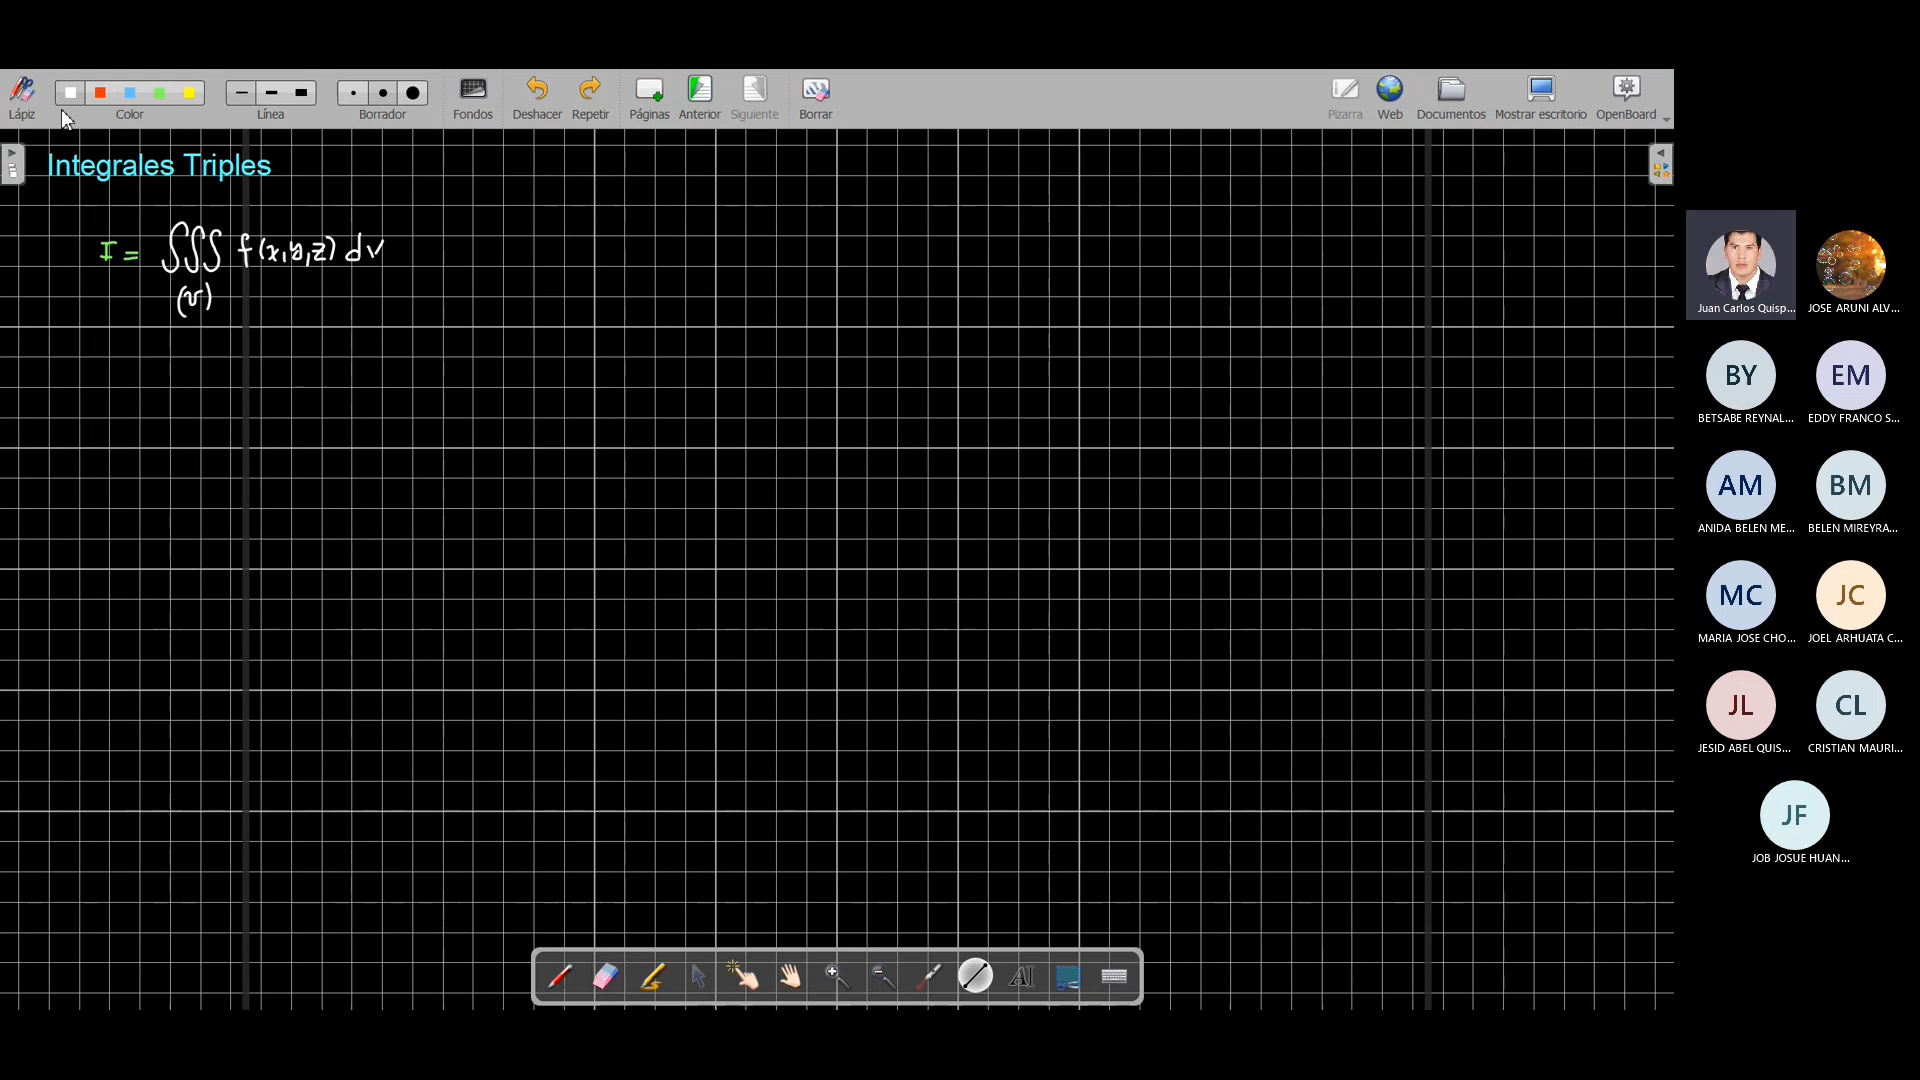 Lápiz Color Línea Borrador Fondos Deshacer Repetir Páginas Anterior Siguiente Borrar Pizarra Web Documentos Mostrar escritorio OpenBoard
Integrales Triples
I = ∫∫∫ f(x,y,z) dv
(v)
Juan Carlos Quisp... JOSE ARUNI ALV...
BY EM
BETSABE REYNAL... EDDY FRANCO S...
AM BM
ANIDA BELEN ME... BELEN MIREYRA...
MC JC
MARIA JOSE CHO... JOEL ARHUATA C...
JL CL
JESID ABEL QUIS... CRISTIAN MAURI...
JF
JOB JOSUE HUAN...
AI